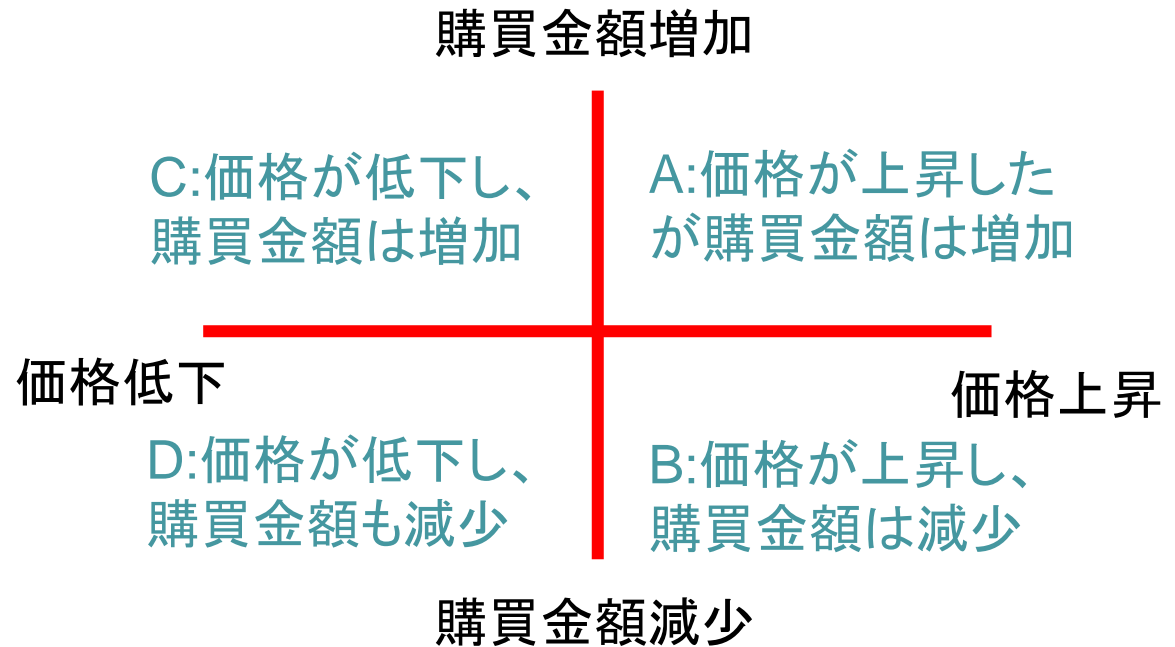 購買金額増加
C:価格が低下し、
購買金額は増加
A:価格が上昇した
が購買金額は増加
価格低下
価格上昇
D:価格が低下し、
購買金額も減少
B:価格が上昇し、
購買金額は減少
購買金額減少